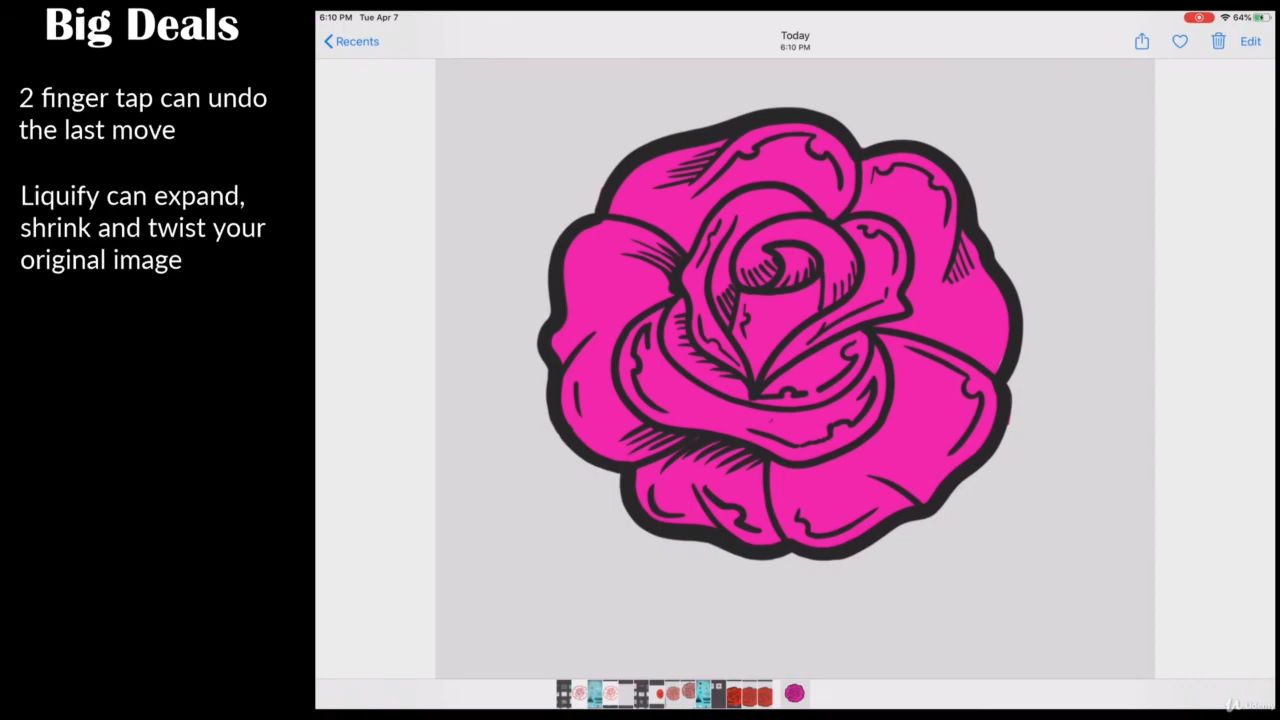 Big Deals
2 finger tap can undo
the last move
Liquify can expand,
shrink and twist your
original image
6:10 PM Tue Apr 7
64%
Recents
Today
6:10 PM
Edit
Udemy